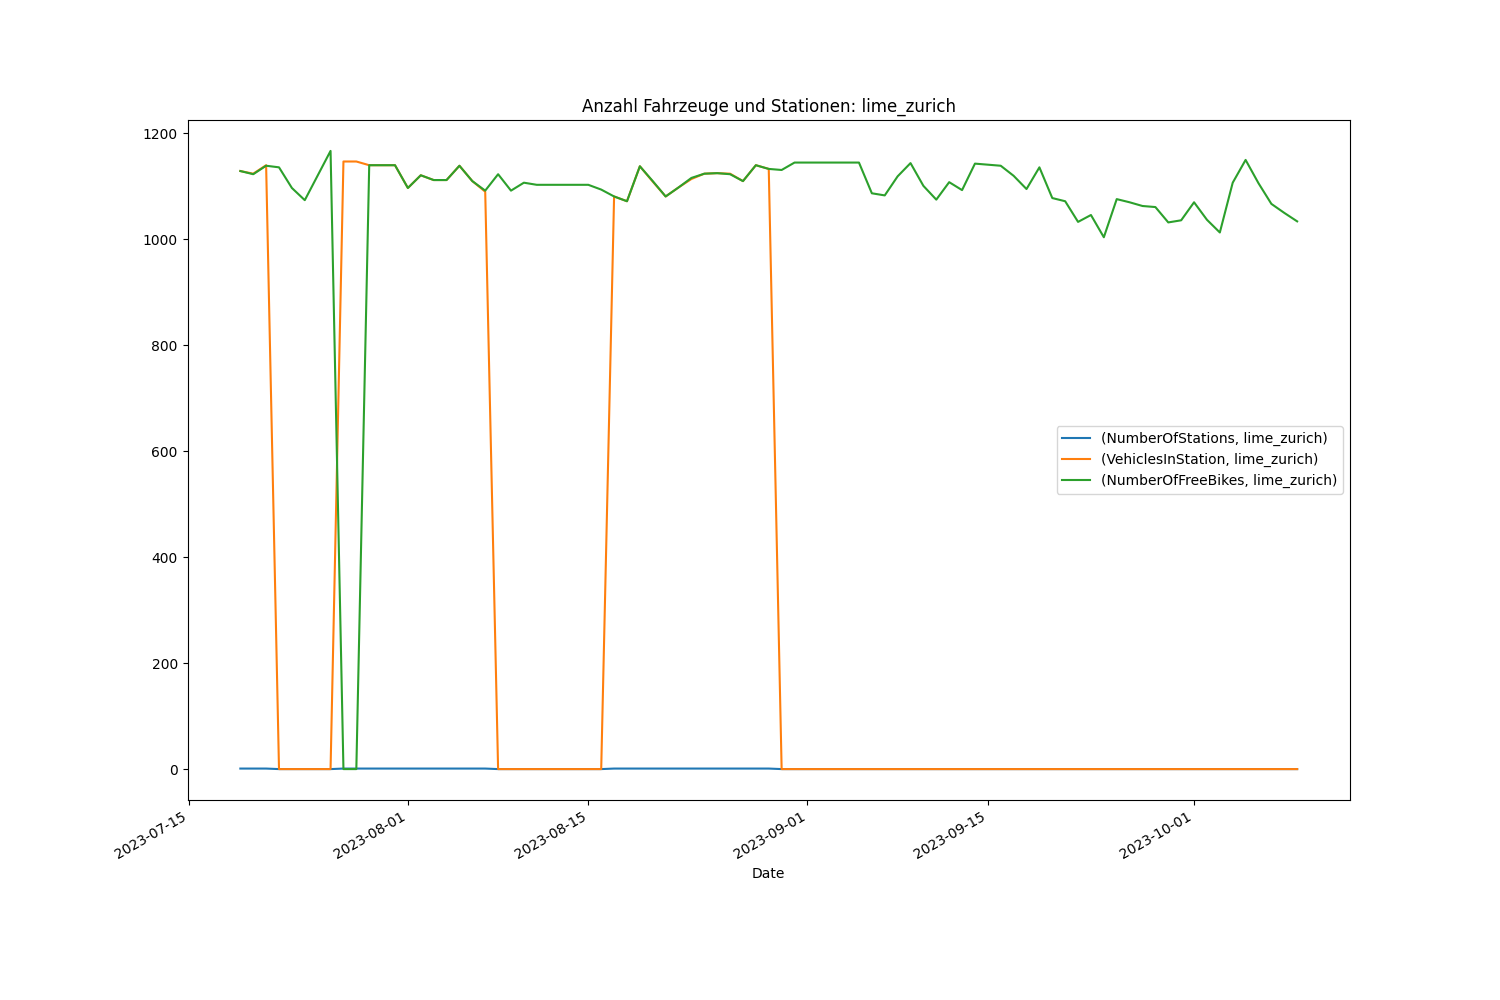 Anzahl Fahrzeuge und Stationen: lime_zurich
1200
1000
800
600
400
200
0
(NumberOfStations, lime_zurich)
(VehiclesInStation, lime_zurich)
(NumberOfFreeBikes, lime_zurich)
2023-07-15
2023-08-01
2023-08-15
2023-09-01
2023-09-15
2023-10-01
Date